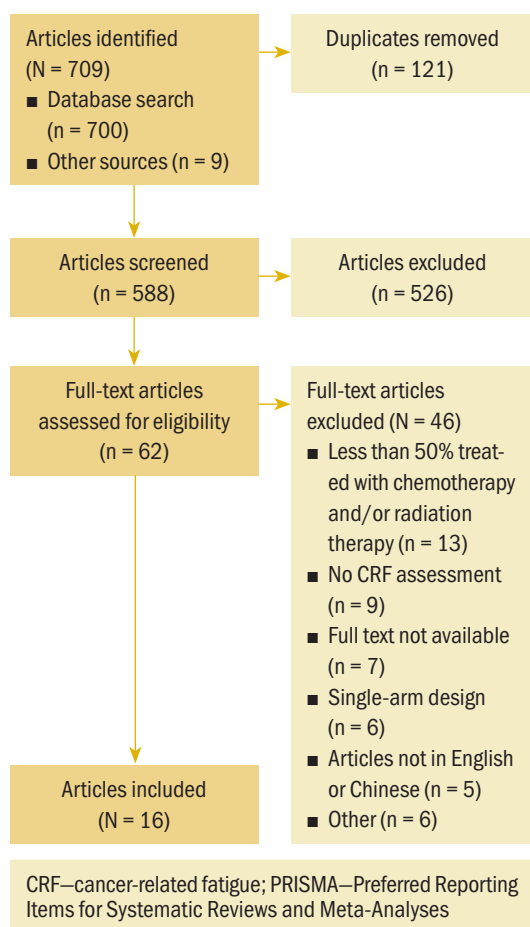 Articles identified
(N = 709)
■ Database search
(n = 700)
■ Other sources (n = 9)
Duplicates removed
(n = 121)
Articles screened
(n = 588)
Articles excluded
(n = 526)
Full-text articles
assessed for eligibility
(n = 62)
Full-text articles
excluded (N = 46)
■ Less than 50% treat-
ed with chemotherapy
and/or radiation
therapy (n = 13)
■ No CRF assessment
(n = 9)
■ Full text not available
(n = 7)
■ Single-arm design
(n = 6)
■ Articles not in English
or Chinese (n = 5)
■ Other (n = 6)
Articles included
(N = 16)
CRF—cancer-related fatigue; PRISMA—Preferred Reporting
Items for Systematic Reviews and Meta-Analyses